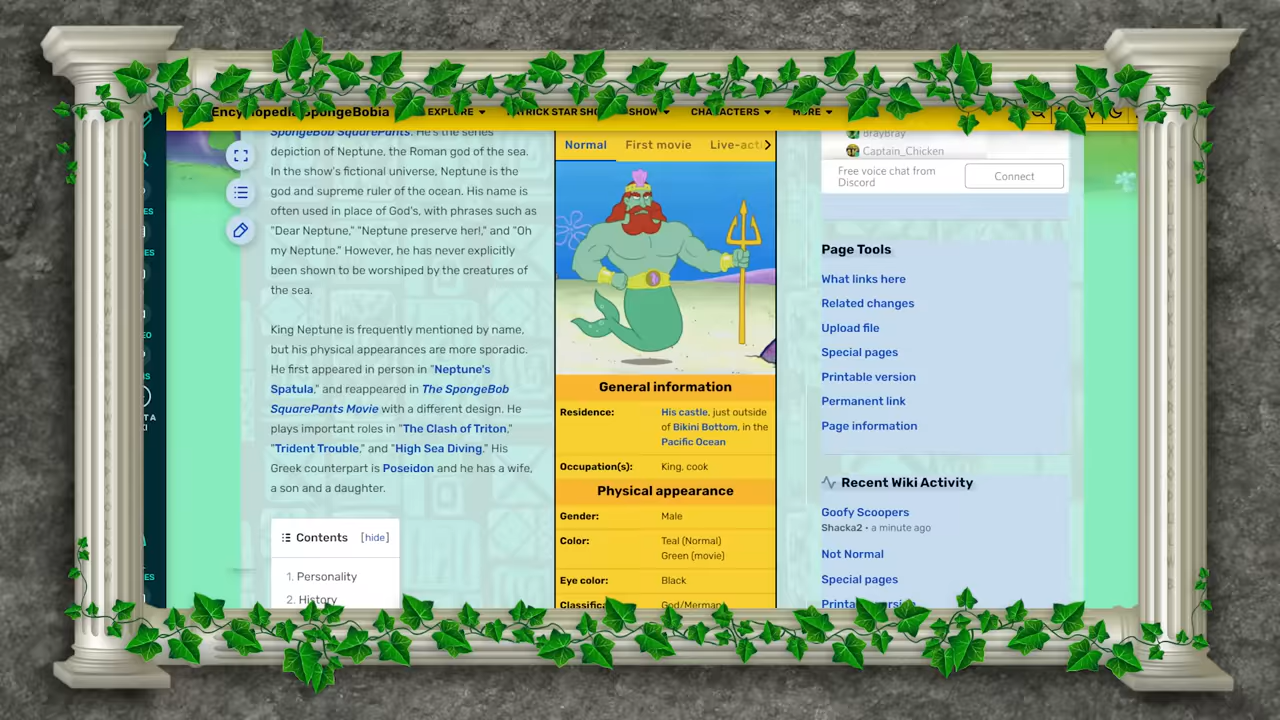 Encyclopedia SpongeBobia
EXPLORE
SHOW
CHARACTERS
MORE
SpongeBob SquarePants. He's the series
depiction of Neptune, the Roman god of the sea.
In the show's fictional universe, Neptune is the
god and supreme ruler of the ocean. His name is
often used in place of God's, with phrases such as
"Dear Neptune," "Neptune preserve her!," and "Oh
my Neptune." However, he has never explicitly
been shown to be worshiped by the creatures of
the sea.
King Neptune is frequently mentioned by name,
but his physical appearances are more sporadic.
He first appeared in person in "Neptune's
Spatula," and reappeared in The SpongeBob
SquarePants Movie with a different design. He
plays important roles in "The Clash of Triton,"
"Trident Trouble," and "High Sea Diving." His
Greek counterpart is Poseidon and he has a wife,
a son and a daughter.
Contents [hide]
1. Personality
2. History
Normal First movie Live-acti
General information
Residence: His castle, just outside
of Bikini Bottom, in the
Pacific Ocean
Occupation(s): King, cook
Physical appearance
Gender: Male
Color: Teal (Normal)
Green (movie)
Eye color: Black
God/Merman
BrayBray
Captain_Chicken
Free voice chat from
Discord
Connect
Page Tools
What links here
Related changes
Upload file
Special pages
Printable version
Permanent link
Page information
Recent Wiki Activity
Goofy Scoopers
Shacka2 • a minute ago
Not Normal
Special pages